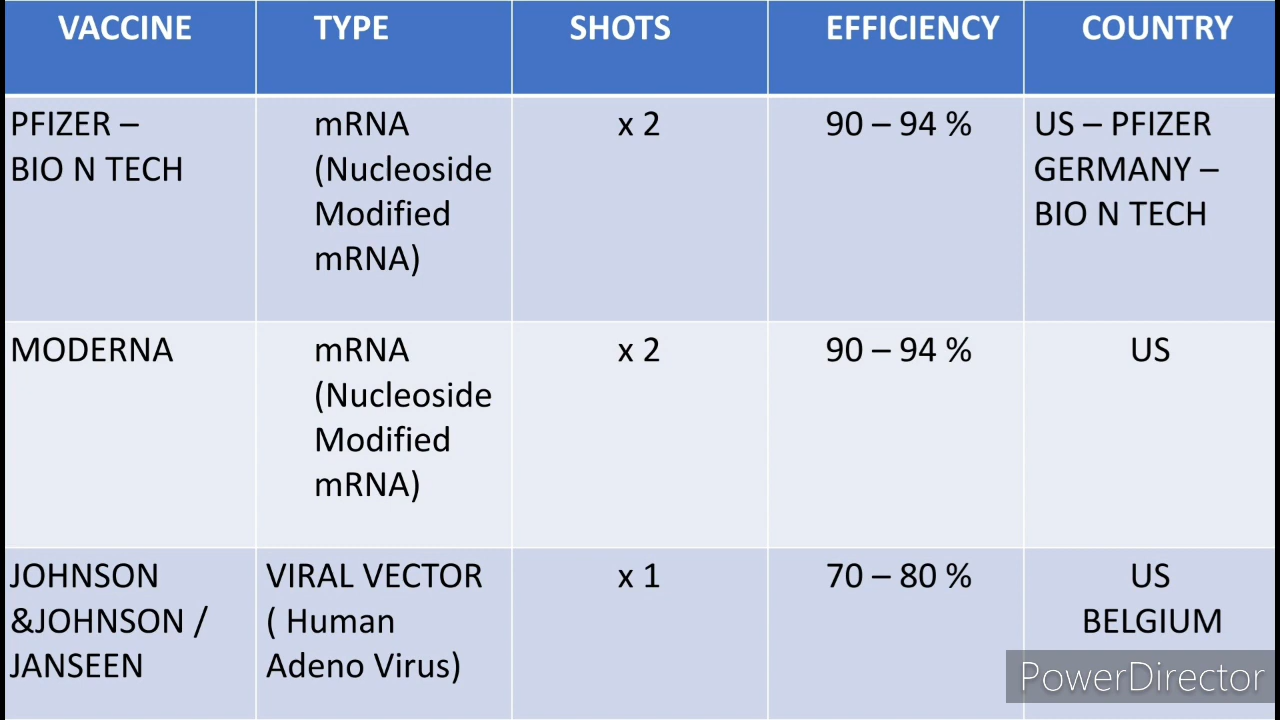 VACCINE TYPE SHOTS EFFICIENCY COUNTRY
PFIZER – mRNA x 2 90 – 94 % US – PFIZER
BIO N TECH (Nucleoside GERMANY –
Modified BIO N TECH
mRNA)
MODERNA mRNA x 2 90 – 94 % US
(Nucleoside
Modified
mRNA)
JOHNSON VIRAL VECTOR x 1 70 – 80 % US
&JOHNSON / ( Human BELGIUM
JANSEEN Adeno Virus)
PowerDirector